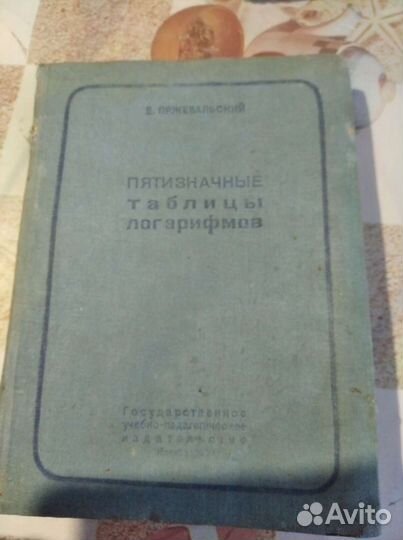 Е. ПРЖЕВАЛЬСКИЙ
ПЯТИЗНАЧНЫЕ
таблицы
логарифмов
Государственное
учебно-педагогическое
издательство
Avito